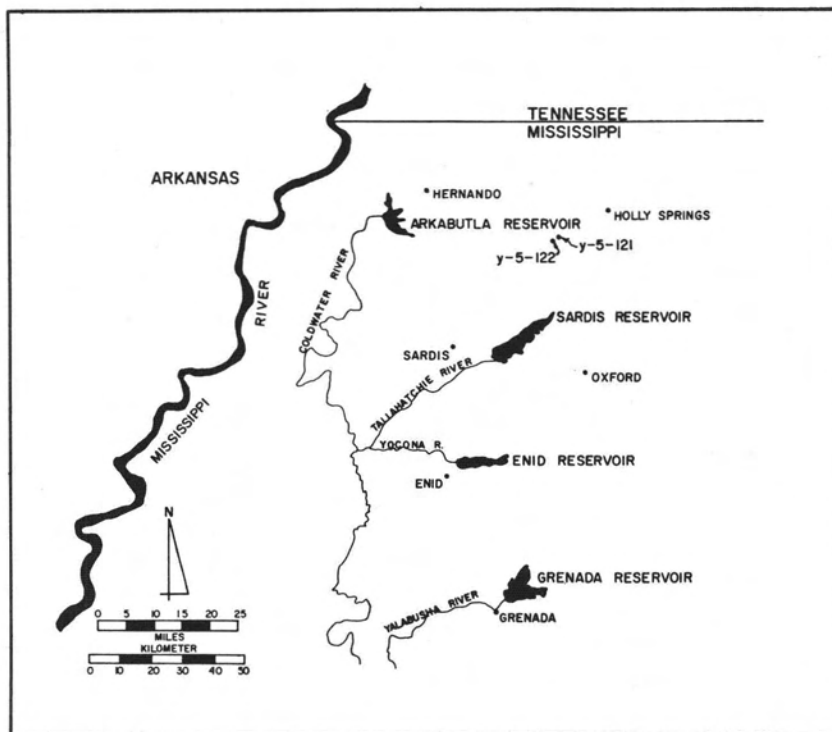 TENNESSEE
MISSISSIPPI
ARKANSAS
HERNANDO
HOLLY SPRINGS
ARKABUTLA RESERVOIR
y-5-121
y-5-122
COLDWATER RIVER
RIVER
MISSISSIPPI
SARDIS RESERVOIR
SARDIS
OXFORD
TALLAHATCHIE RIVER
YOCONA R.
ENID RESERVOIR
ENID
N
GRENADA RESERVOIR
YALABUSHA RIVER
GRENADA
0 5 10 15 20 25
MILES
KILOMETER
0 10 20 30 40 50